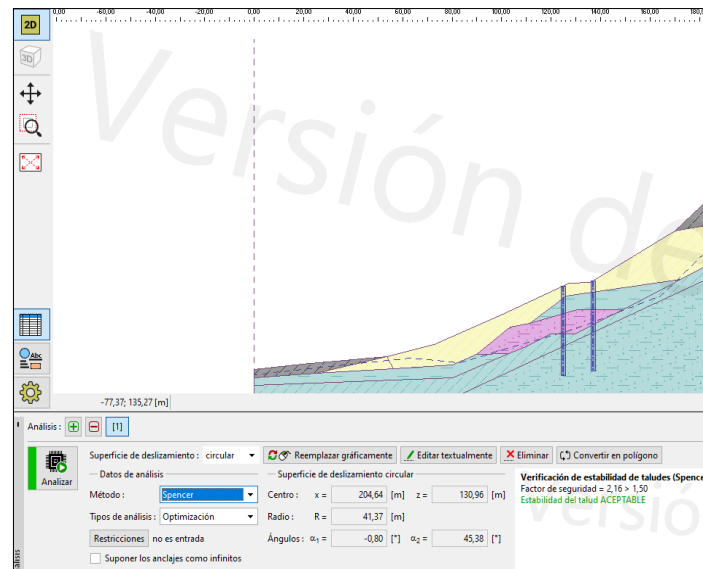 2D
0,00 -60,00 -40,00 -20,00 0,00 20,00 40,00 60,00 80,00 100,00 120,00 140,00 160,00 180,0
3D
Versión de
Abc
-77,37; 135,27 [m]
Análisis : [1]
Analizar
Superficie de deslizamiento : circular Reemplazar gráficamente Editar textualmente Eliminar Convertir en polígono
Datos de análisis Superficie de deslizamiento circular
Método : Spencer Centro : x = 204,64 [m] z = 130,96 [m]
Tipos de análisis : Optimización Radio : R = 41,37 [m]
Restricciones no es entrada Ángulos : α1 = -0,80 [°] α2 = 45,38 [°]
Suponer los anclajes como infinitos
Verificación de estabilidad de taludes (Spence
Factor de seguridad = 2,16 > 1,50
Estabilidad del talud ACEPTABLE
Versió
álisis